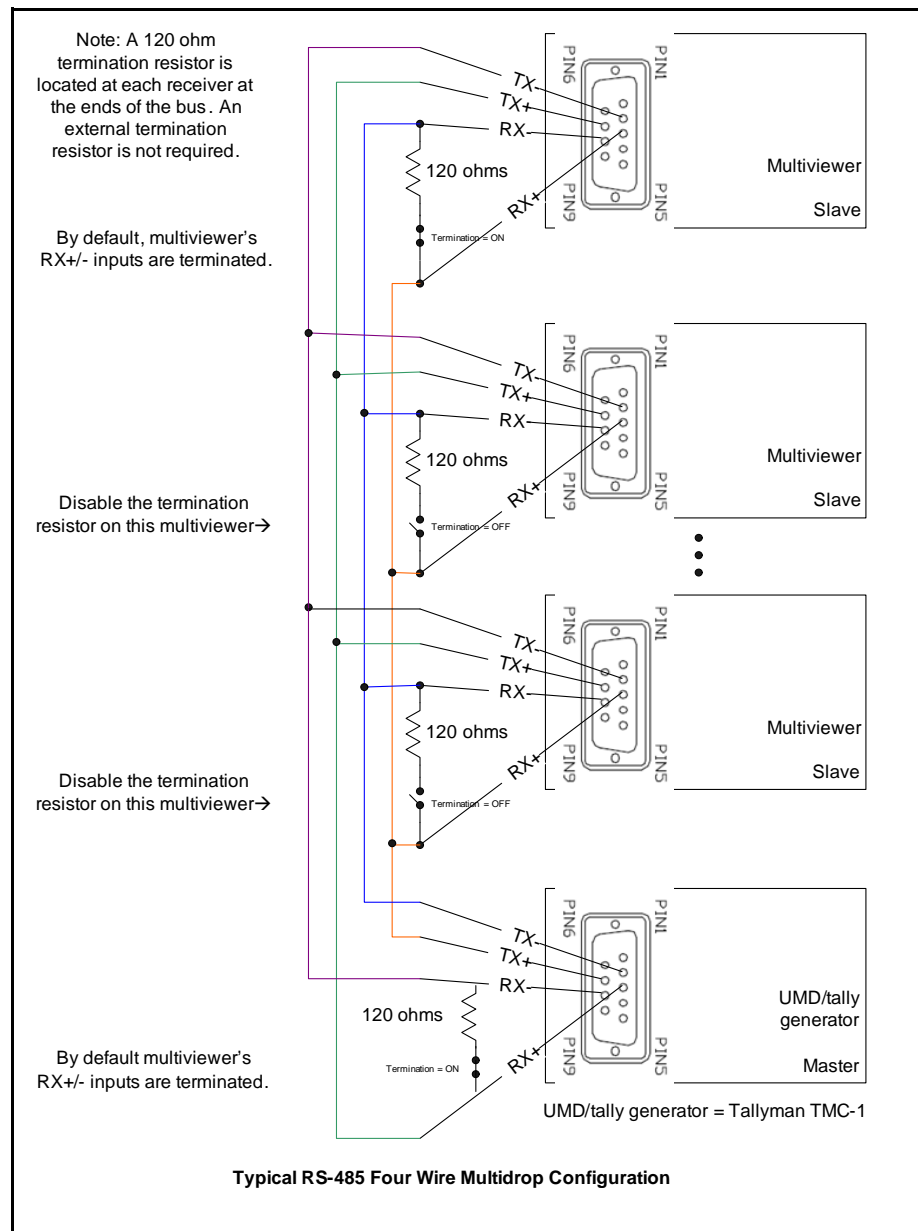 Note: A 120 ohm
termination resistor is
located at each receiver at
the ends of the bus. An
external termination
resistor is not required.
By default, multiviewer's
RX+/- inputs are terminated.
PIN6
PIN1
TX-
TX+
RX-
RX+
120 ohms
Termination = ON
PIN9
PIN5
Multiviewer
Slave
Disable the termination
resistor on this multiviewer→
PIN6
PIN1
TX-
TX+
RX-
RX+
120 ohms
Termination = OFF
PIN9
PIN5
Multiviewer
Slave
Disable the termination
resistor on this multiviewer→
PIN6
PIN1
TX-
TX+
RX-
RX+
120 ohms
Termination = OFF
PIN9
PIN5
Multiviewer
Slave
By default multiviewer's
RX+/- inputs are terminated.
PIN6
PIN1
TX-
TX+
RX-
RX+
120 ohms
Termination = ON
PIN9
PIN5
UMD/tally
generator
Master
UMD/tally generator = Tallyman TMC-1
Typical RS-485 Four Wire Multidrop Configuration